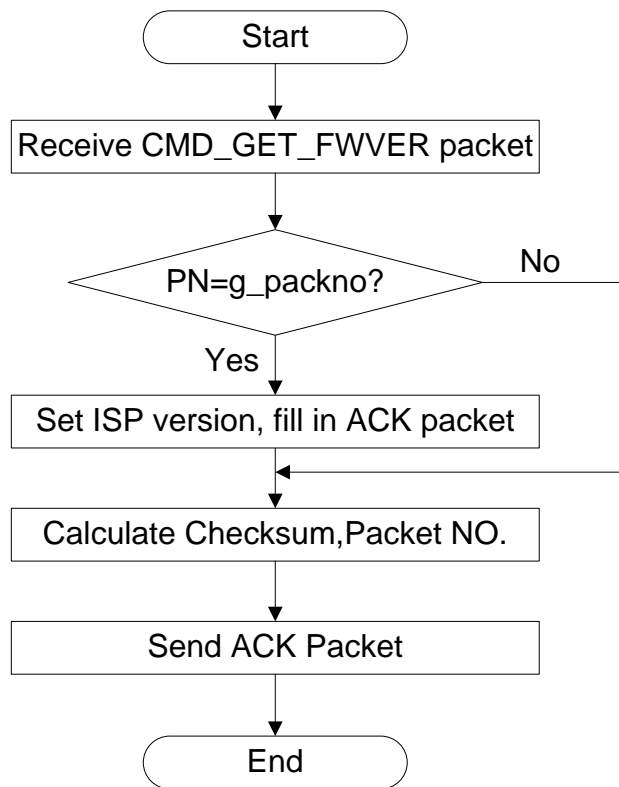 Start
Receive CMD_GET_FWVER packet
PN=g_packno?
No
Yes
Set ISP version, fill in ACK packet
Calculate Checksum,Packet NO.
Send ACK Packet
End